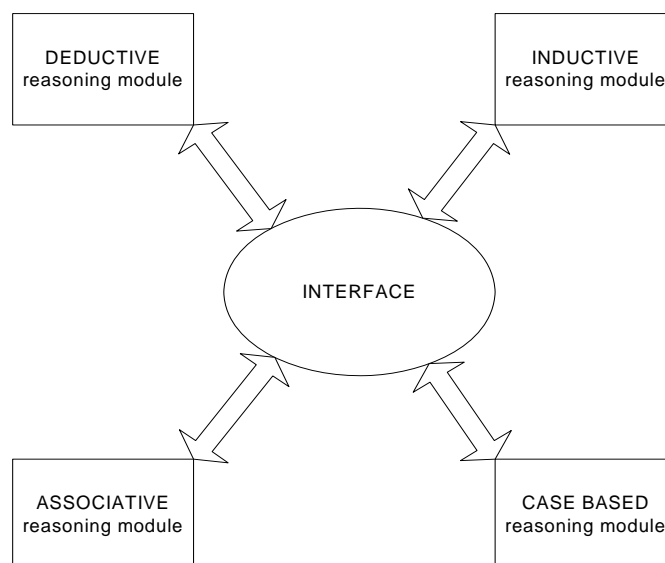 DEDUCTIVE
reasoning module
INDUCTIVE
reasoning module
INTERFACE
ASSOCIATIVE
reasoning module
CASE BASED
reasoning module